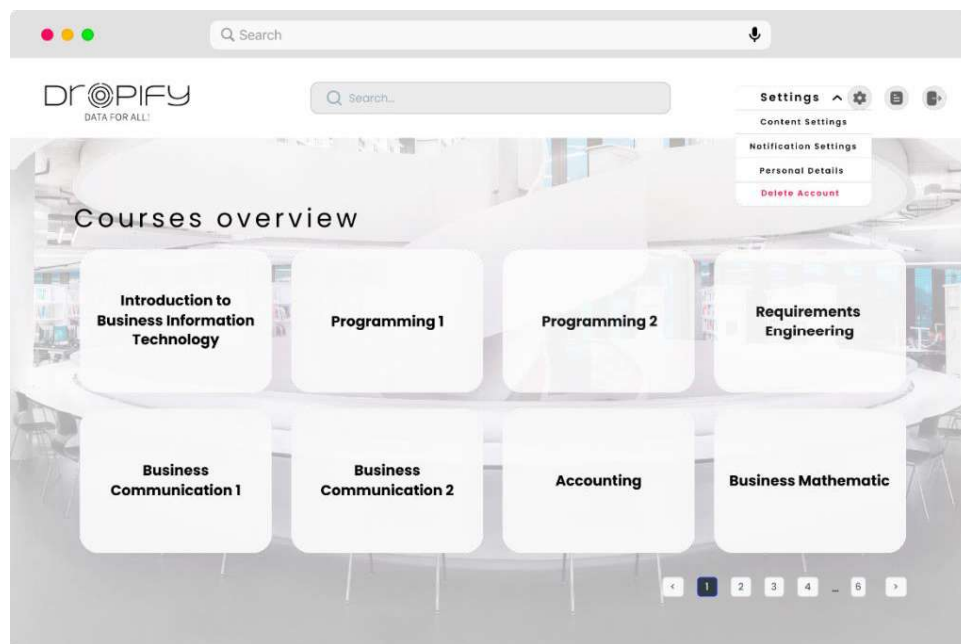 Search
DrOPIFY
DATA FOR ALL!
Search...
Settings
Content Settings
Notification Settings
Personal Details
Delete Account
Courses overview
Introduction to
Business Information
Technology
Programming 1
Programming 2
Requirements
Engineering
Business
Communication 1
Business
Communication 2
Accounting
Business Mathematic
< 1 2 3 4 ... 6 >